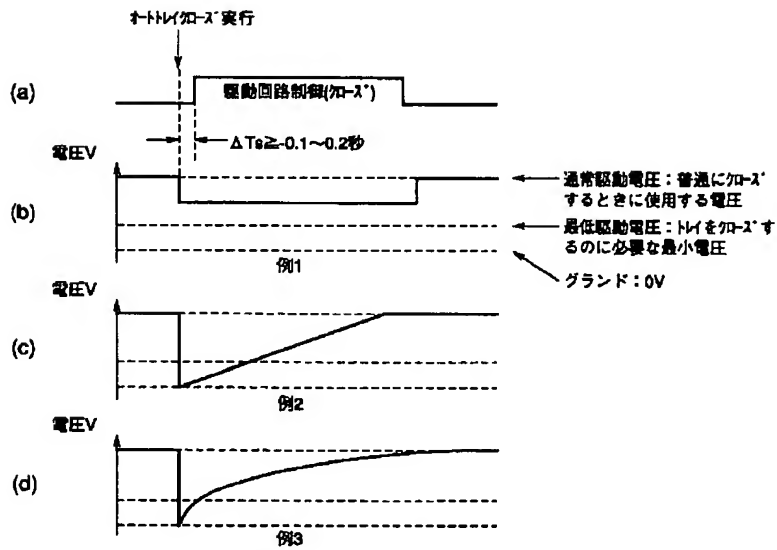 オートトレイクローズ実行
(a)
駆動回路制御(クローズ)
ΔTs≧-0.1〜0.2秒
電圧V
(b)
通常駆動電圧：普通にクローズ
するときに使用する電圧
最低駆動電圧：トレイをクローズす
るのに必要な最小電圧
グランド：0V
例1
電圧V
(c)
例2
電圧V
(d)
例3